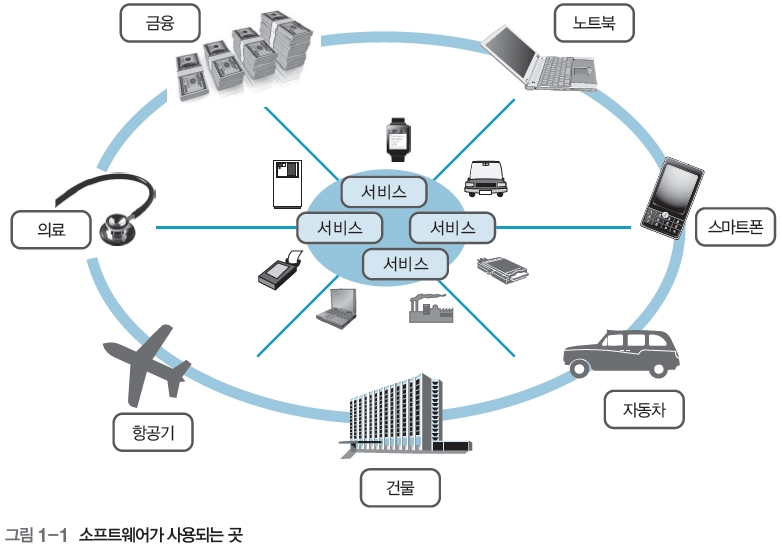 금융
노트북
서비스
의료
서비스
서비스
스마트폰
서비스
항공기
자동차
건물
그림 1-1 소프트웨어가 사용되는 곳